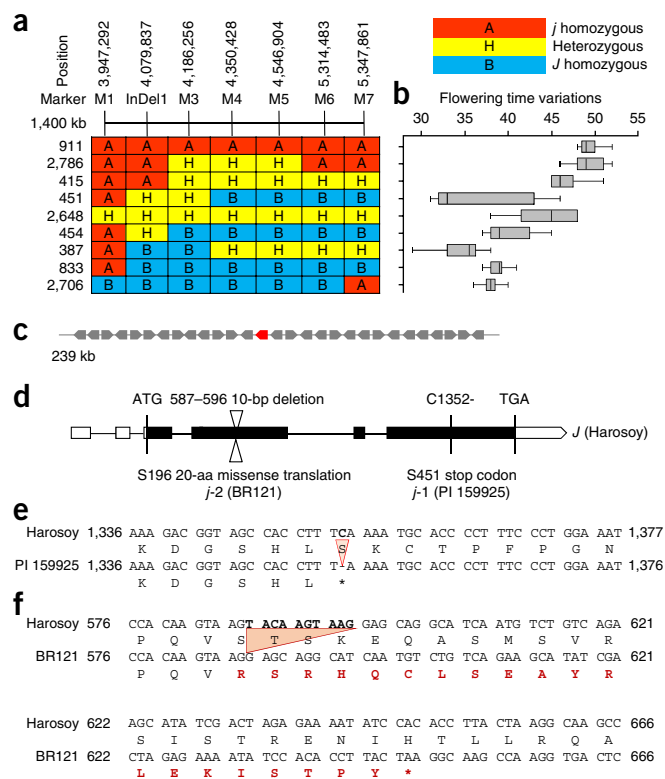 a
Position
3,947,292
4,079,837
4,186,256
4,350,428
4,546,904
5,314,483
5,347,861
Marker M1 InDel1 M3 M4 M5 M6 M7
1,400 kb
A j homozygous
H Heterozygous
B J homozygous
911 A A A A A A A
2,786 A A H H H A A
415 A A H H H H H
451 A H H B B B B
2,648 H H H H H H H
454 A H B B B B B
387 A B B H H H H
833 A B B B B B B
2,706 B B B B B B A
b
Flowering time variations
29 35 40 45 50 55
c
239 kb
d
ATG 587–596 10-bp deletion C1352- TGA
J (Harosoy)
S196 20-aa missense translation S451 stop codon
j-2 (BR121) j-1 (PI 159925)
e
Harosoy 1,336 AAA GAC GGT AGC CAC CTT TCA AAA TGC ACC CCT TTC CCT GGA AAT 1,377
K D G S H L S K C T P F P G N
PI 159925 1,336 AAA GAC GGT AGC CAC CTT T AAAA TGC ACC CCT TTC CCT GGA AAT 1,376
K D G S H L *
f
Harosoy 576 CCA CAA GTA AGT ACA AGT AAG GAG CAG GCA TCA ATG TCT GTC AGA 621
P Q V S T S K E Q A S M S V R
BR121 576 CCA CAA GTA AGG AGC AGG CAT CAA TGT CTG TCA GAA GCA TAT CGA 621
P Q V R S R H Q C L S E A Y R
Harosoy 622 AGC ATA TCG ACT AGA GAA AAT ATC CAC ACC TTA CTA AGG CAA GCC 666
S I S T R E N I H T L L R Q A
BR121 622 CTA GAG AAA ATA TCC ACA CCT TAC TAA GGC AAG CCA GGT GAC TC 666
L E K I S T P Y *